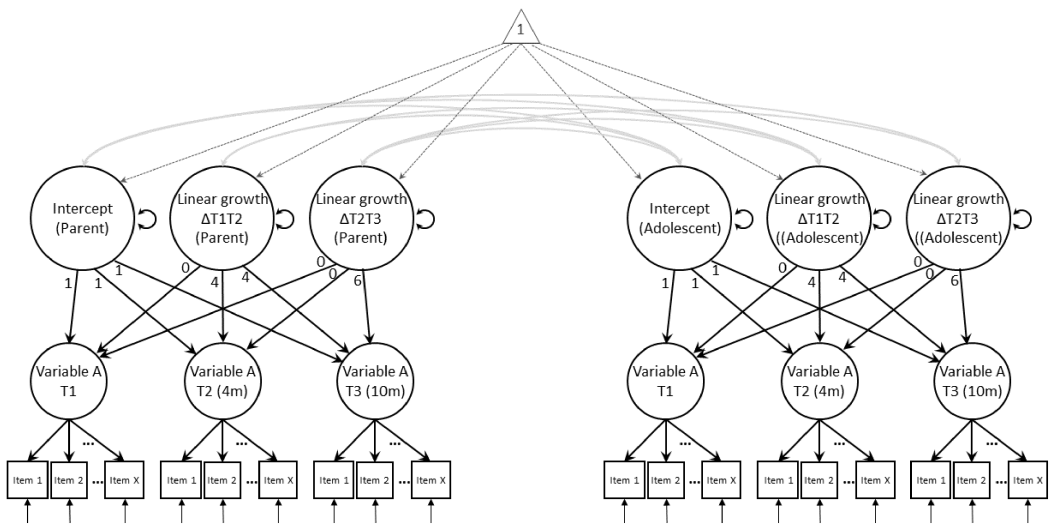 1
Intercept
(Parent)
Linear growth
ΔT1T2
(Parent)
Linear growth
ΔT2T3
(Parent)
Intercept
(Adolescent)
Linear growth
ΔT1T2
((Adolescent)
Linear growth
ΔT2T3
((Adolescent)
1 1 1 0 4 4 0 0 6
1 1 1 0 4 4 0 0 6
Variable A
T1
Variable A
T2 (4m)
Variable A
T3 (10m)
Variable A
T1
Variable A
T2 (4m)
Variable A
T3 (10m)
... ... ... ... ... ...
Item 1 Item 2 ... Item X
Item 1 Item 2 ... Item X
Item 1 Item 2 ... Item X
Item 1 Item 2 ... Item X
Item 1 Item 2 ... Item X
Item 1 Item 2 ... Item X